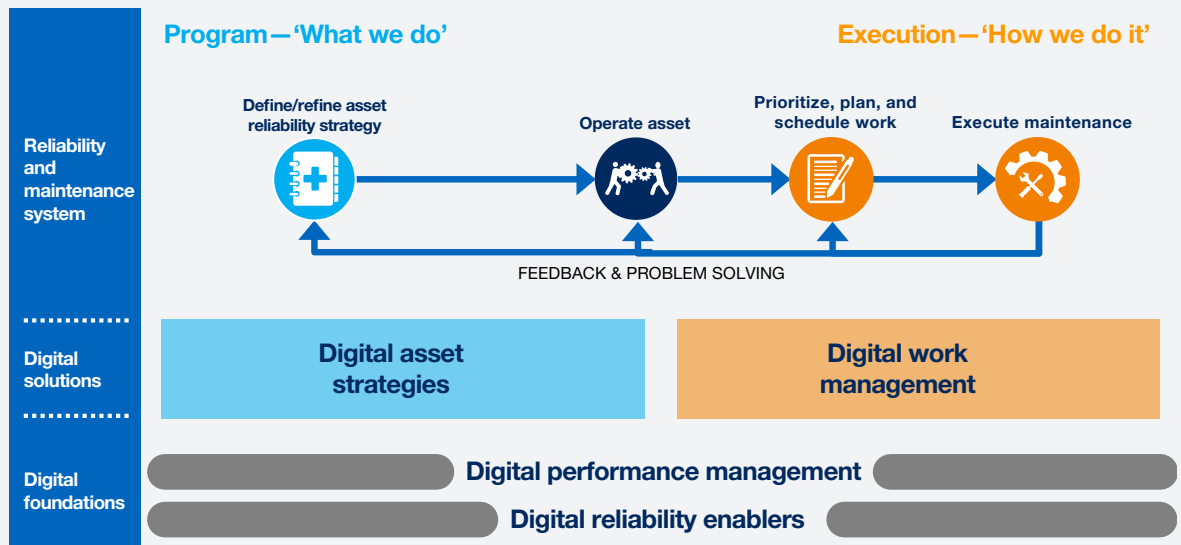 Program—‘What we do’
Execution—‘How we do it’
Reliability
and
maintenance
system
Define/refine asset
reliability strategy
Operate asset
Prioritize, plan, and
schedule work
Execute maintenance
FEEDBACK & PROBLEM SOLVING
Digital
solutions
Digital asset
strategies
Digital work
management
Digital
foundations
Digital performance management
Digital reliability enablers